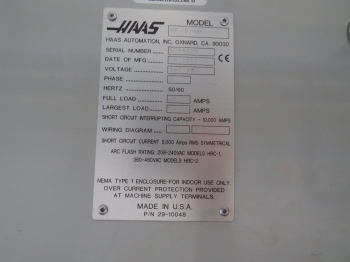 HAAS MODEL
HAAS AUTOMATION, INC. OXNARD, CA. 93030
SERIAL NUMBER
DATE OF MFG. CE
VOLTAGE
PHASE
HERTZ 50/60
FULL LOAD AMPS
LARGEST LOAD AMPS
SHORT CIRCUIT INTERRUPTING CAPACITY - 10,000 AMPS
WIRING DIAGRAM
SHORT CIRCUIT CURRENT 5,000 Amps RMS SYMMETRICAL
ARC FLASH RATING: 208-240VAC MODELS HRC-1
360-480VAC MODELS HRC-2
NEMA TYPE 1 ENCLOSURE-FOR INDOOR USE ONLY.
OVER CURRENT PROTECTION PROVIDED
AT MACHINE SUPPLY TERMINALS.
MADE IN U.S.A.
P/N 29-10048